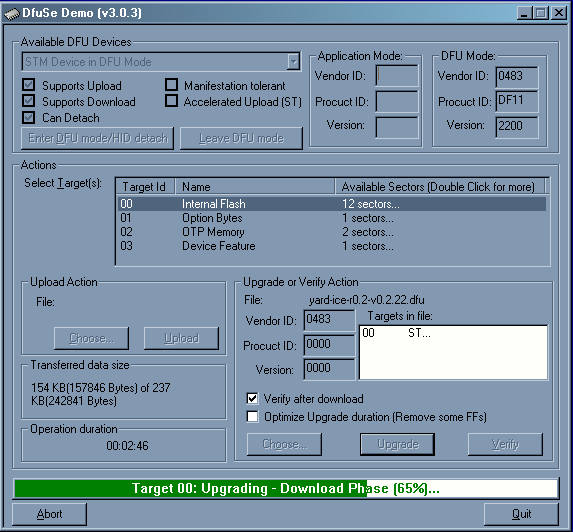 DfuSe Demo (v3.0.3)
Available DFU Devices
STM Device in DFU Mode
Supports Upload
Manifestation tolerant
Supports Download
Accelerated Upload (ST)
Can Detach
Enter DFU mode/HID detach
Leave DFU mode
Application Mode:
Vendor ID:
Procuct ID:
Version:
DFU Mode:
Vendor ID: 0483
Procuct ID: DF11
Version: 2200
Actions
Select Target(s):
Target Id Name Available Sectors (Double Click for more)
00 Internal Flash 12 sectors...
01 Option Bytes 1 sectors...
02 OTP Memory 2 sectors...
03 Device Feature 1 sectors...
Upload Action
File:
Choose...
Upload
Transferred data size
154 KB(157846 Bytes) of 237
KB(242841 Bytes)
Operation duration
00:02:46
Upgrade or Verify Action
File: yard-ice-r0.2-v0.2.22.dfu
Vendor ID: 0483
Procuct ID: 0000
Version: 0000
Targets in file:
00 ST...
Verify after download
Optimize Upgrade duration (Remove some FFs)
Choose...
Upgrade
Verify
Target 00: Upgrading - Download Phase (65%)...
Abort
Quit